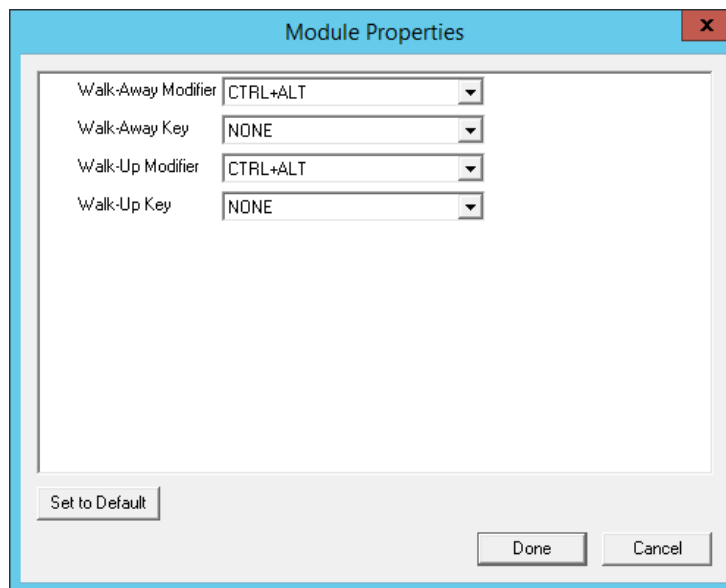 Module Properties
x
Walk-Away Modifier CTRL+ALT
Walk-Away Key NONE
Walk-Up Modifier CTRL+ALT
Walk-Up Key NONE
Set to Default
Done Cancel